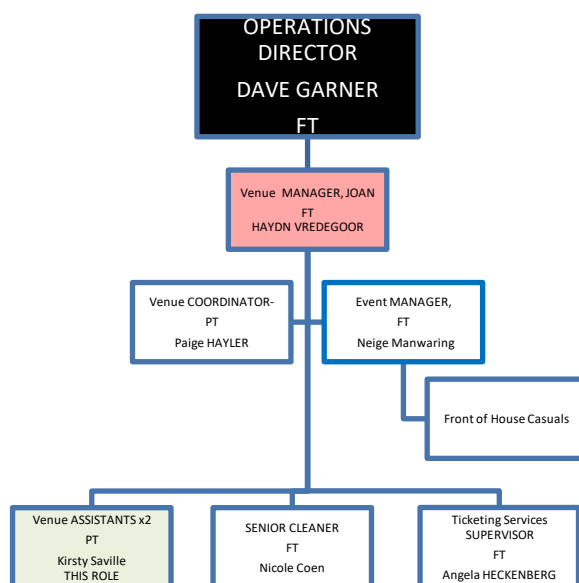 OPERATIONS
DIRECTOR
DAVE GARNER
FT
Venue MANAGER, JOAN
FT
HAYDN VREDEGOOR
Venue COORDINATOR-
PT
Paige HAYLER
Event MANAGER,
FT
Neige Manwaring
Front of House Casuals
Venue ASSISTANTS x2
PT
Kirsty Saville
THIS ROLE
SENIOR CLEANER
FT
Nicole Coen
Ticketing Services
SUPERVISOR
FT
Angela HECKENBERG